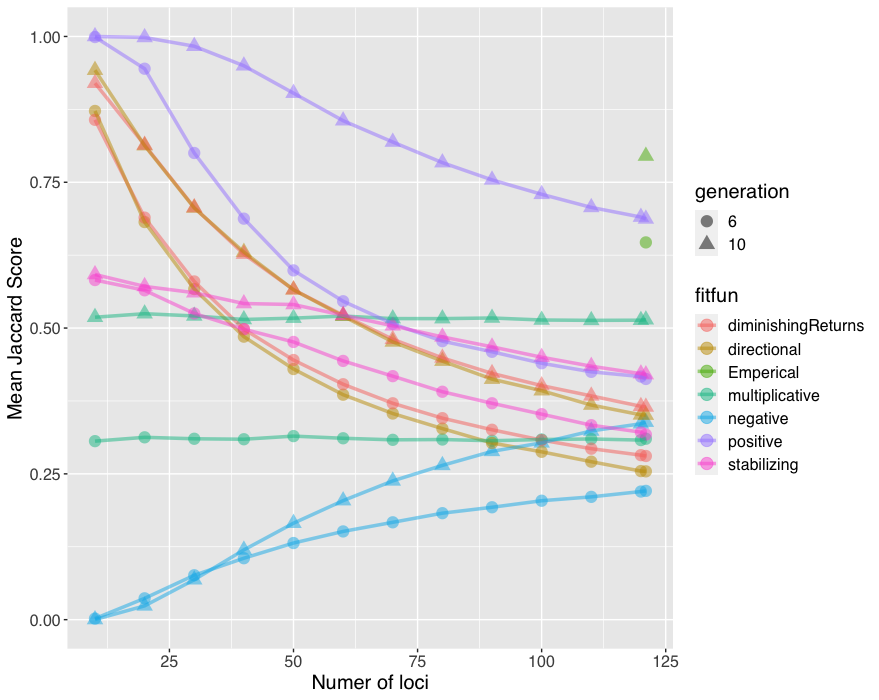 1.00
0.75
0.50
0.25
0.00
Mean Jaccard Score
25 50 75 100 125
Numer of loci
generation
6
10
fitfun
diminishingReturns
directional
Emperical
multiplicative
negative
positive
stabilizing